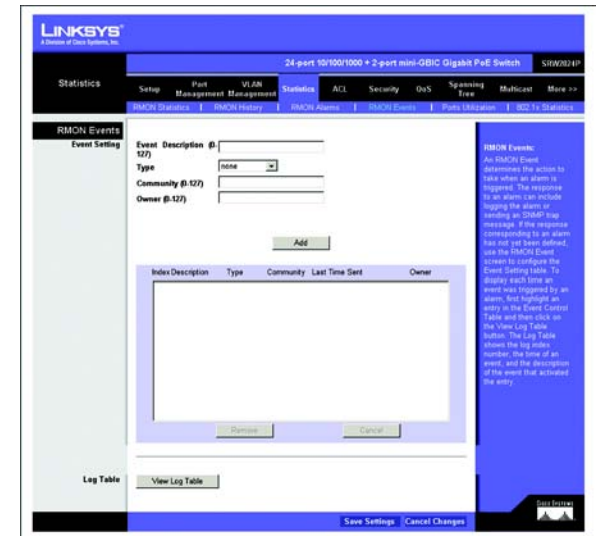 LINKSYS®
A Division of Cisco Systems, Inc.
24-port 10/100/1000 + 2-port mini-GBIC Gigabit PoE Switch
SRW2024P
Statistics
Setup
Port Management
VLAN Management
Statistics
ACL
Security
QoS
Spanning Tree
Multicast
More >>
RMON Statistics | RMON History | RMON Alarms | RMON Events | Ports Utilization | 802.1x Statistics
RMON Events
Event Setting
Event Description (0-127)
Type
none
Community (0-127)
Owner (0-127)
Add
Index Description Type Community Last Time Sent Owner
Remove
Cancel
Log Table
View Log Table
RMON Events:
An RMON Event
determines the action to
take when an alarm is
triggered. The response
to an alarm can include
logging the alarm or
sending an SNMP trap
message. If the response
corresponding to an alarm
has not yet been defined,
use the RMON Event
screen to configure the
Event Setting table. To
display each time an
event was triggered by an
alarm, first highlight an
entry in the Event Control
Table and then click on
the View Log Table
button. The Log Table
shows the log index
number, the time of an
event, and the description
of the event that activated
the entry.
Save Settings
Cancel Changes
Cisco Systems